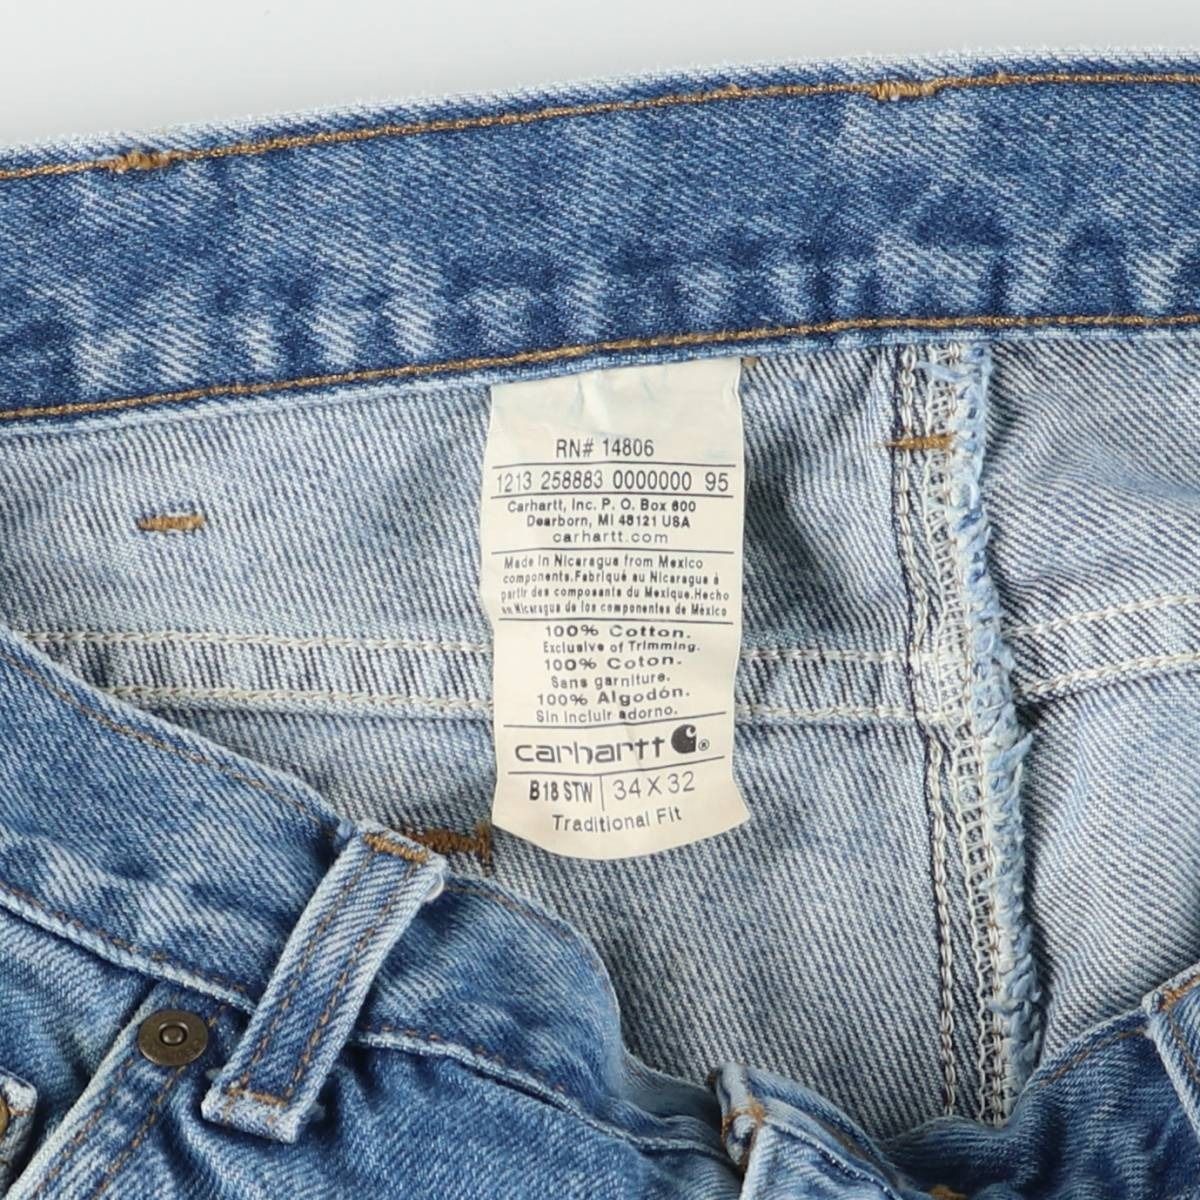 RN# 14806
1213 258883 0000000 95
Carhartt, Inc. P. O. Box 600
Dearborn, MI 48121 USA
carhartt.com
Made in Nicaragua from Mexico
components.Fabriqué au Nicaragua à
partir des composants du Mexique.Hecho
en Nicaragua de los componentes de México
100% Cotton.
Exclusive of Trimming.
100% Coton.
Sans garniture.
100% Algodón.
Sin incluir adorno.
carhartt ®
B18 STW 34 X 32
Traditional Fit